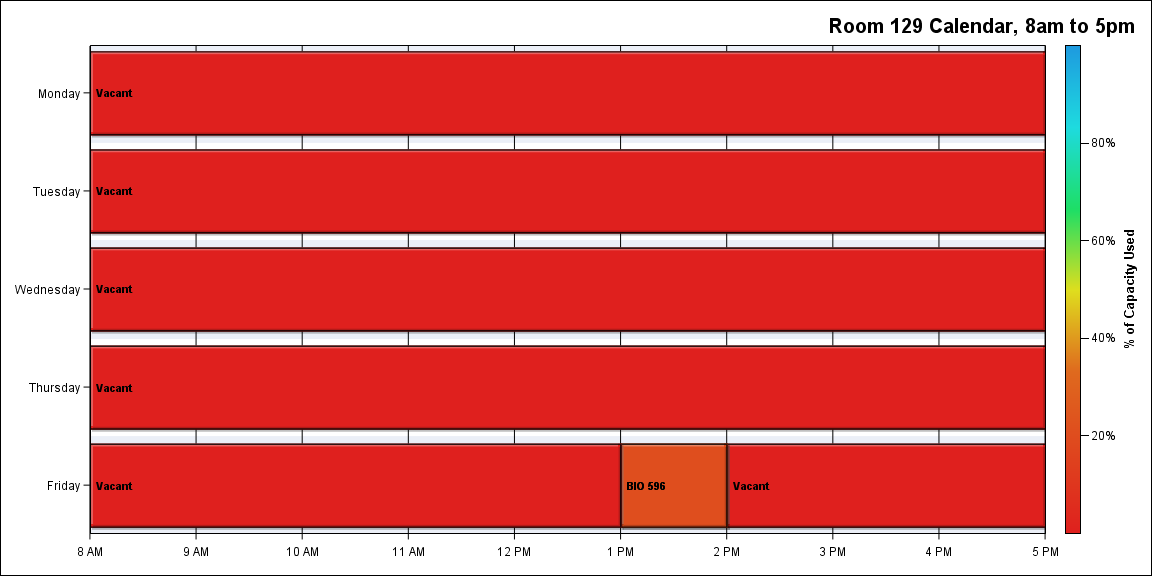 Room 129 Calendar, 8am to 5pm
Monday
Vacant
Tuesday
Vacant
Wednesday
Vacant
Thursday
Vacant
Friday
Vacant
BIO 596
Vacant
8 AM
9 AM
10 AM
11 AM
12 PM
1 PM
2 PM
3 PM
4 PM
5 PM
80%
60%
40%
20%
% of Capacity Used